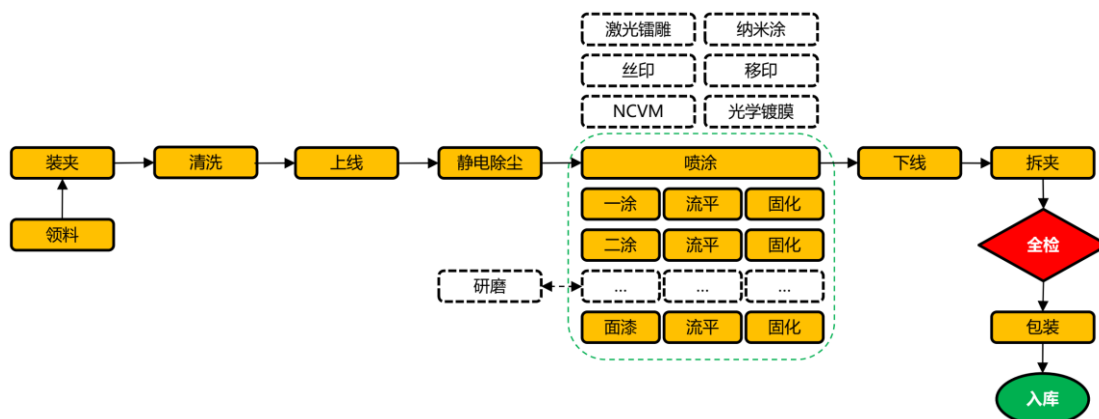 激光镭雕 纳米涂
丝印 移印
NCVM 光学镀膜
装夹 清洗 上线 静电除尘 喷涂 下线 拆夹
一涂 流平 固化
领料 全检
二涂 流平 固化
研磨 ... ... ...
面漆 流平 固化 包装
入库